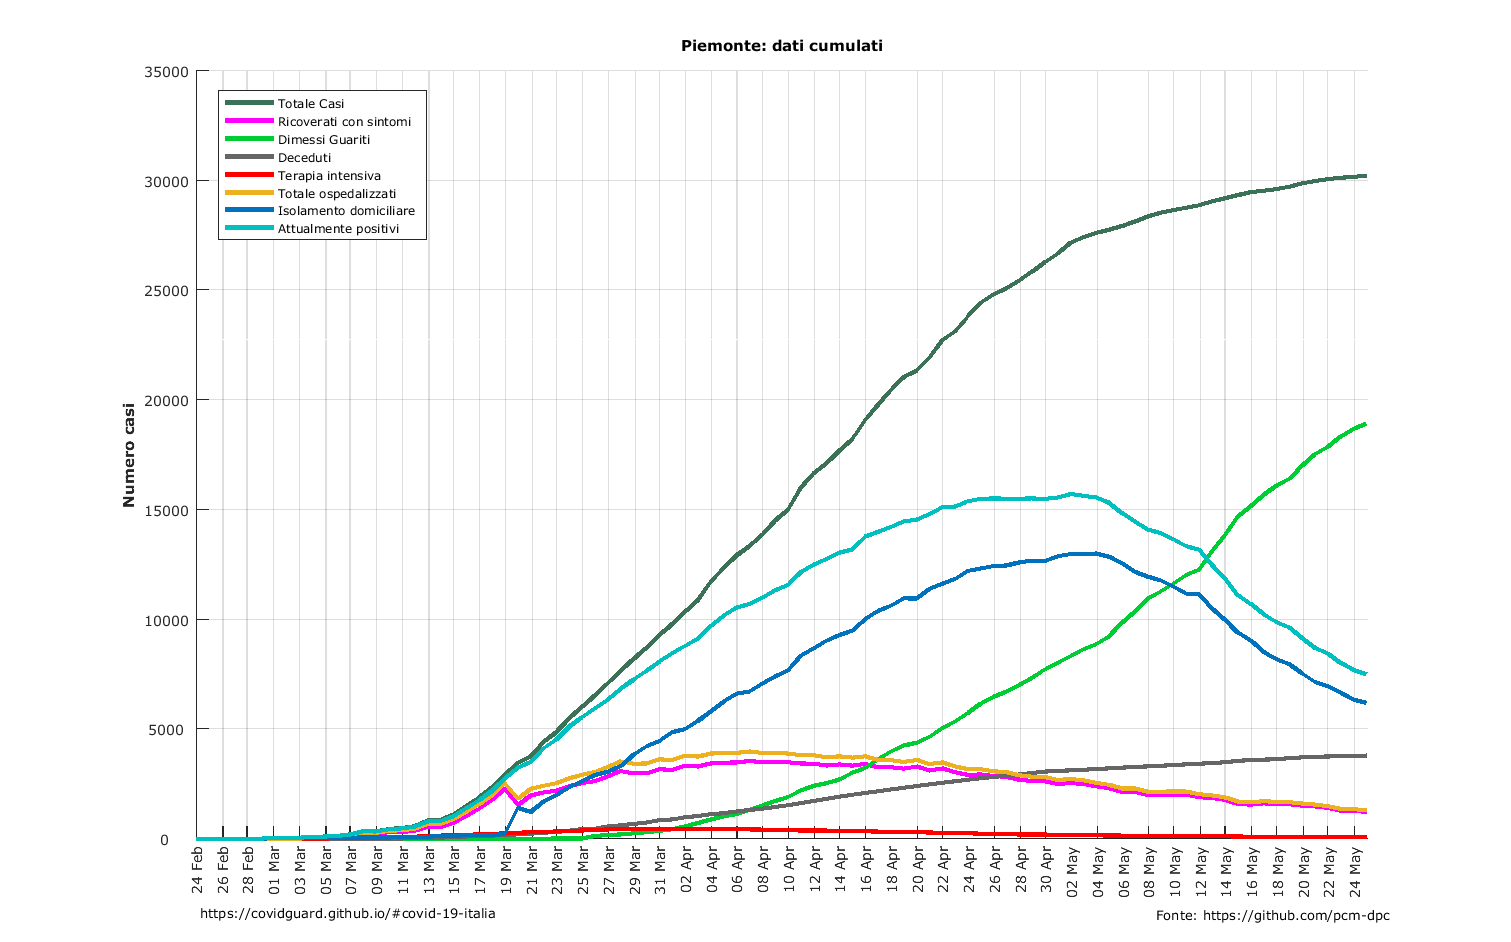 Piemonte: dati cumulati
35000
30000
25000
20000
15000
10000
5000
0
Numero casi
Totale Casi
Ricoverati con sintomi
Dimessi Guariti
Deceduti
Terapia intensiva
Totale ospedalizzati
Isolamento domiciliare
Attualmente positivi
24 Feb
26 Feb
28 Feb
01 Mar
03 Mar
05 Mar
07 Mar
09 Mar
11 Mar
13 Mar
15 Mar
17 Mar
19 Mar
21 Mar
23 Mar
25 Mar
27 Mar
29 Mar
31 Mar
02 Apr
04 Apr
06 Apr
08 Apr
10 Apr
12 Apr
14 Apr
16 Apr
18 Apr
20 Apr
22 Apr
24 Apr
26 Apr
28 Apr
30 Apr
02 May
04 May
06 May
08 May
10 May
12 May
14 May
16 May
18 May
20 May
22 May
24 May
https://covidguard.github.io/#covid-19-italia
Fonte: https://github.com/pcm-dpc